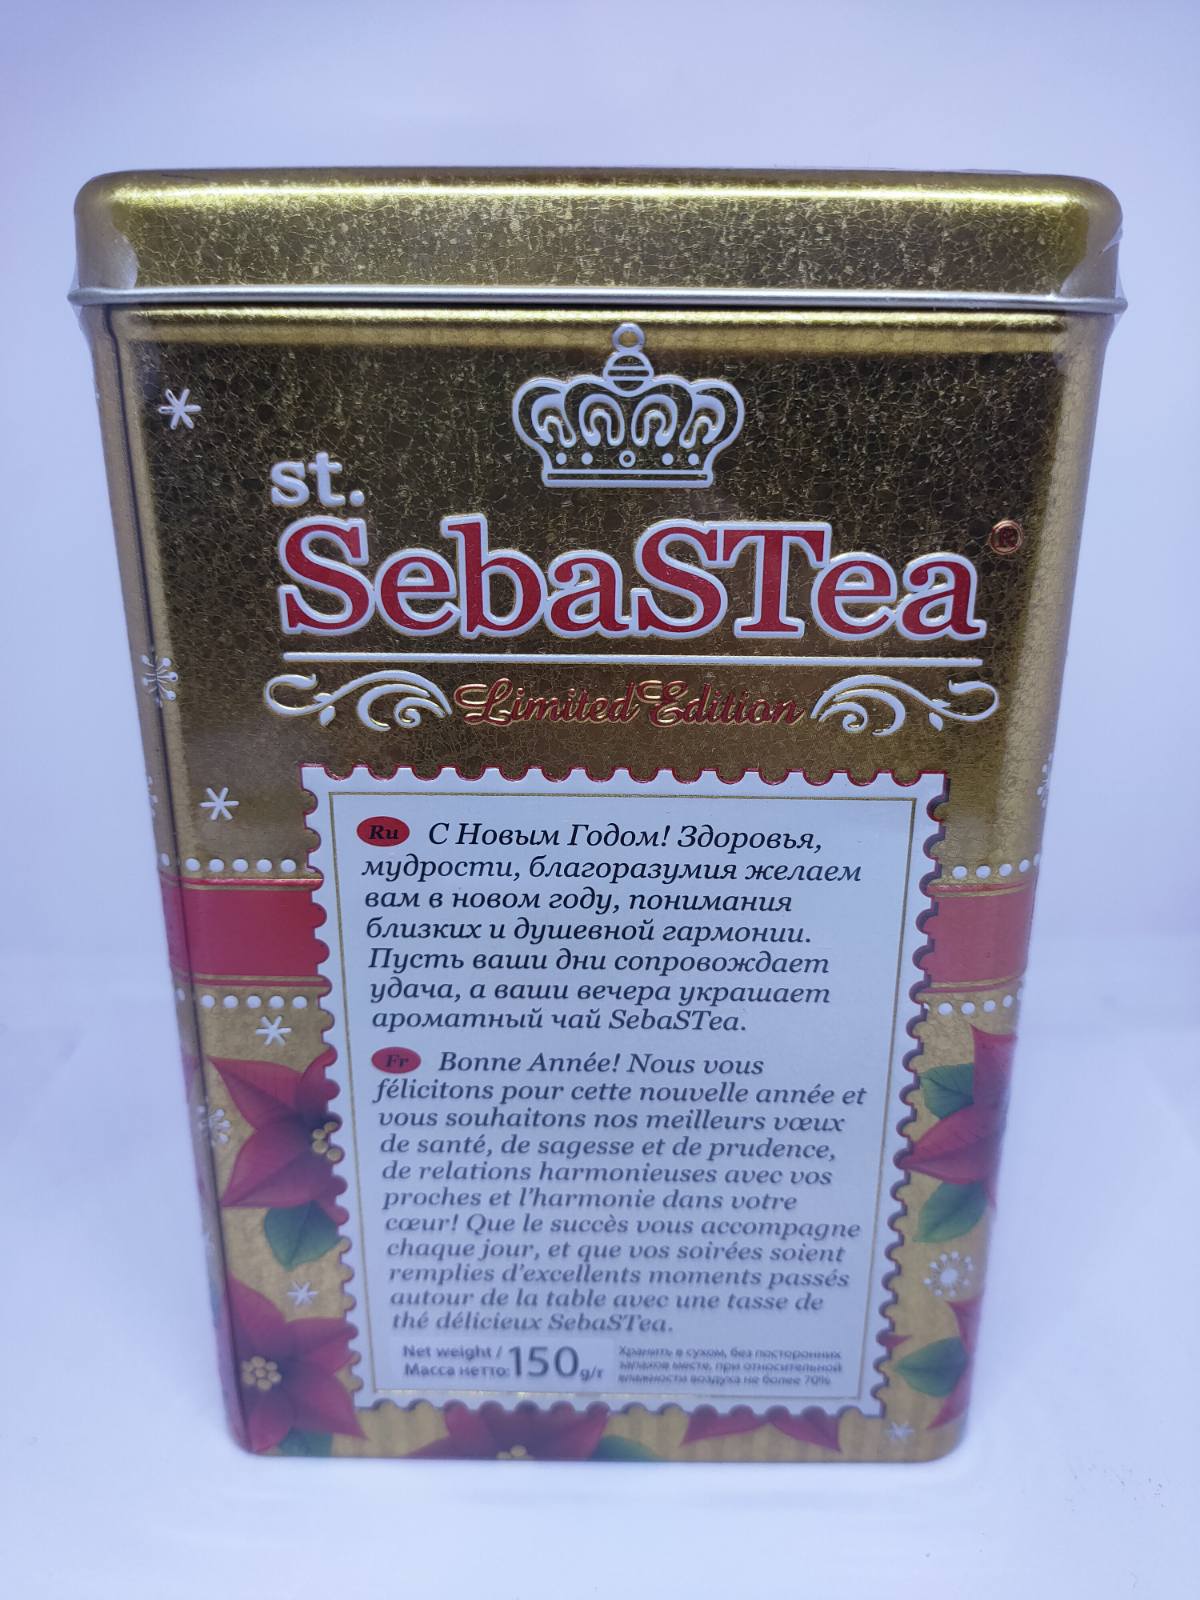 st.
SebaSTea®
Limited Edition
Ru С Новым Годом! Здоровья,
мудрости, благоразумия желаем
вам в новом году, понимания
близких и душевной гармонии.
Пусть ваши дни сопровождает
удача, а ваши вечера украшает
ароматный чай SebaSTea.
Fr Bonne Année! Nous vous
félicitons pour cette nouvelle année et
vous souhaitons nos meilleurs vœux
de santé, de sagesse et de prudence,
de relations harmonieuses avec vos
proches et l'harmonie dans votre
cœur! Que le succès vous accompagne
chaque jour, et que vos soirées soient
remplies d'excellents moments passés
autour de la table avec une tasse de
thé délicieux SebaSTea.
Net weight /
Масса нетто: 150 g/г
Хранить в сухом, без посторонних
запахов месте, при относительной
влажности воздуха не более 70%